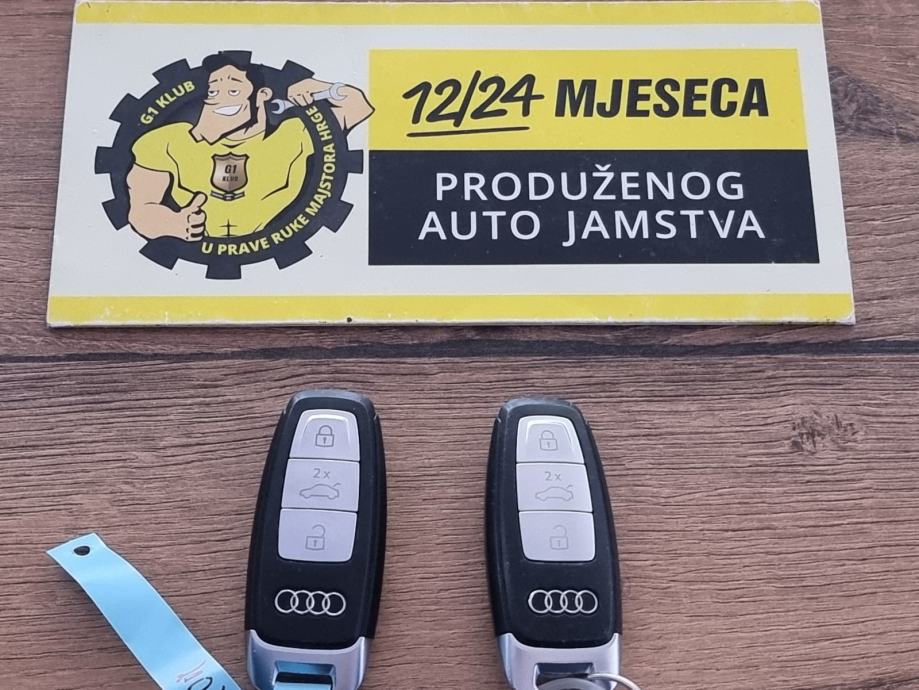 G1 KLUB
U PRAVE RUKE MAJSTORA HRGE
G1
KLUB
12/24 MJESECA
PRODUŽENOG
AUTO JAMSTVA
2x
2x